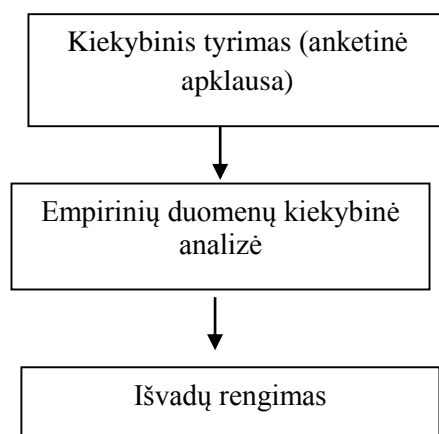 Kiekybinis tyrimas (anketinė
apklausa)
Empirinių duomenų kiekybinė
analizė
Išvadų rengimas